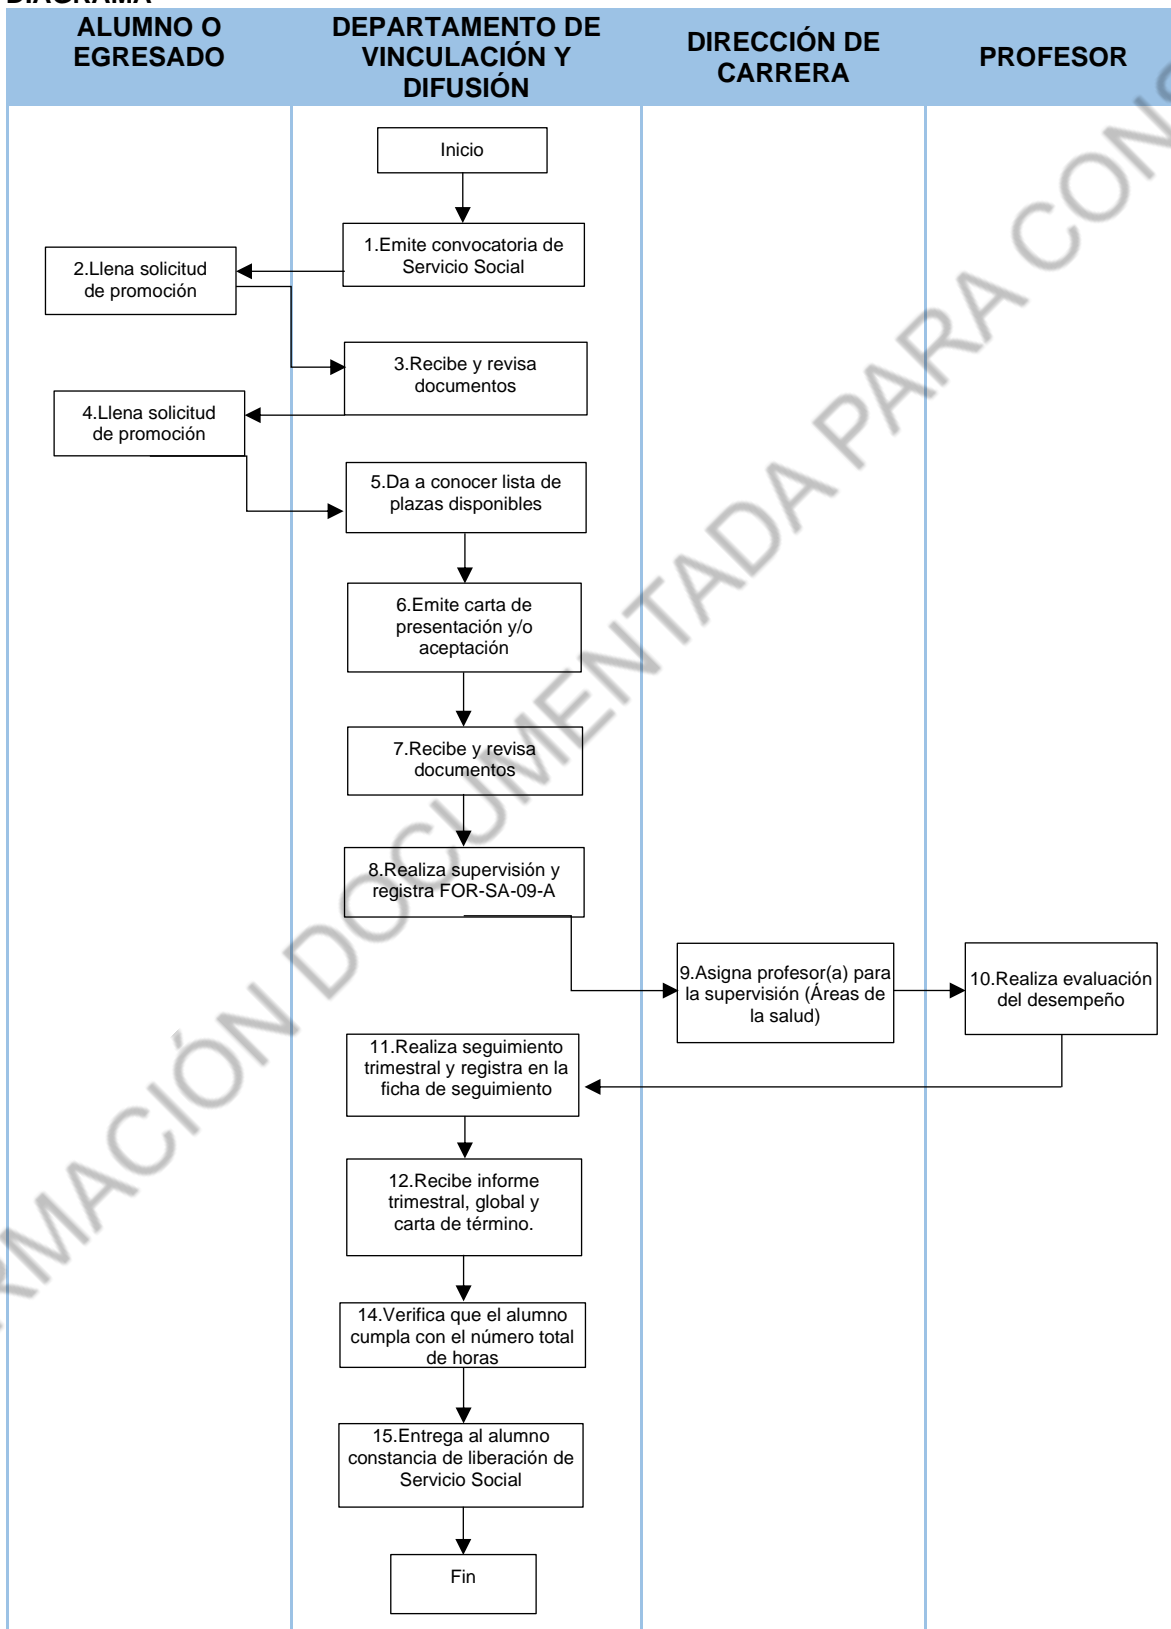 DIAGRAMA
ALUMNO O
EGRESADO
DEPARTAMENTO DE
VINCULACIÓN Y
DIFUSIÓN
DIRECCIÓN DE
CARRERA
PROFESOR
Inicio
1.Emite convocatoria de
Servicio Social
2.Llena solicitud
de promoción
3.Recibe y revisa
documentos
4.Llena solicitud
de promoción
5.Da a conocer lista de
plazas disponibles
6.Emite carta de
presentación y/o
aceptación
7.Recibe y revisa
documentos
8.Realiza supervisión y
registra FOR-SA-09-A
9.Asigna profesor(a) para
la supervisión (Áreas de
la salud)
10.Realiza evaluación
del desempeño
11.Realiza seguimiento
trimestral y registra en la
ficha de seguimiento
12.Recibe informe
trimestral, global y
carta de término.
14.Verifica que el alumno
cumpla con el número total
de horas
15.Entrega al alumno
constancia de liberación de
Servicio Social
Fin
RMACIÓN DOCUMENTADA PARA CONS